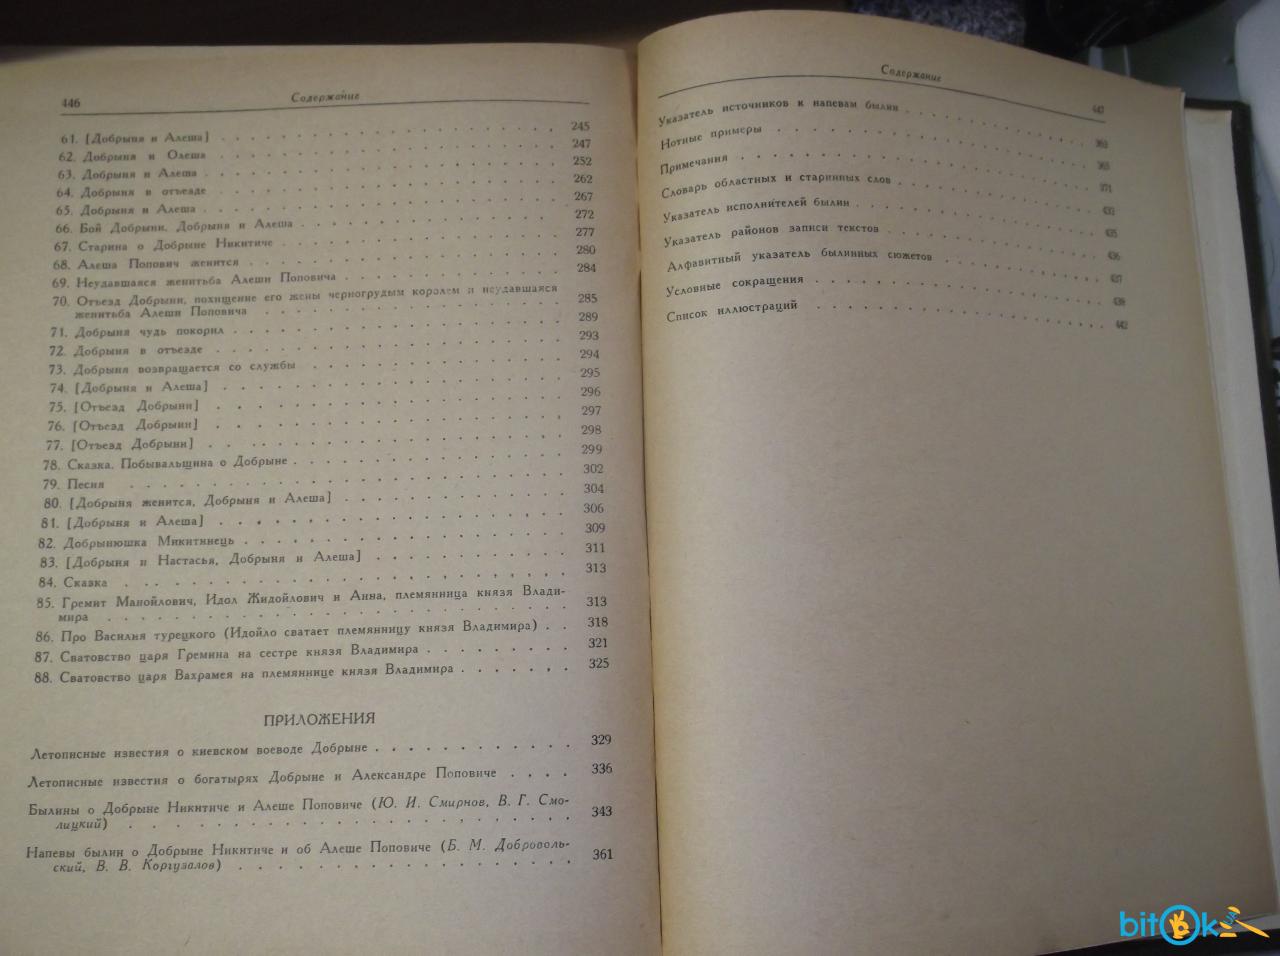 446 Содержание
61. [Добрыня и Алеша] . . . 245
62. Добрыня и Олеша . . . 247
63. Добрыня и Алеша . . . 252
64. Добрыня в отъезде . . . 262
65. Добрыня и Алеша . . . 267
66. Бой Добрыни. Добрыня и Алеша . . . 272
67. Старина о Добрыне Никитиче . . . 277
68. Алеша Попович женится . . . 280
69. Неудавшаяся женитьба Алеши Поповича . . . 284
70. Отъезд Добрыни, похищение его жены черногрудым королем и неудавшаяся
женитьба Алеши Поповича . . . 285
71. Добрыня чудь покорил . . . 289
72. Добрыня в отъезде . . . 293
73. Добрыня возвращается со службы . . . 294
74. [Добрыня и Алеша] . . . 295
75. [Отъезд Добрыни] . . . 296
76. [Отъезд Добрыни] . . . 297
77. [Отъезд Добрыни] . . . 298
78. Сказка. Побывальщина о Добрыне . . . 299
79. Песня . . . 302
80. [Добрыня женится, Добрыня и Алеша] . . . 304
81. [Добрыня и Алеша] . . . 306
82. Добрынюшка Микитинець . . . 309
83. [Добрыня и Настасья, Добрыня и Алеша] . . . 311
84. Сказка . . . 313
85. Гремит Манойлович, Идол Жидойлович и Анна, племянница князя Влади-
мира . . . 313
86. Про Василия турецкого (Идойло сватает племянницу князя Владимира) . . 318
87. Сватовство царя Гремина на сестре князя Владимира . . . 321
88. Сватовство царя Вахрамея на племяннице князя Владимира . . . 325
ПРИЛОЖЕНИЯ
Летописные известия о киевском воеводе Добрыне . . . 329
Летописные известия о богатырях Добрыне и Александре Поповиче . . . . 336
Былины о Добрыне Никитиче и Алеше Поповиче (Ю. И. Смирнов, В. Г. Смо-
лицкий) . . . 343
Напевы былин о Добрыне Никитиче и об Алеше Поповиче (Б. М. Доброволь-
ский, В. В. Коргузалов) . . . 361
Содержание 447
Указатель источников к напевам былин . . . 363
Нотные примеры . . . 365
Примечания . . . 371
Словарь областных и старинных слов . . . 433
Указатель исполнителей былин . . . 435
Указатель районов записи текстов . . . 436
Алфавитный указатель былинных сюжетов . . . 437
Условные сокращения . . . 439
Список иллюстраций . . . 442
bitOk